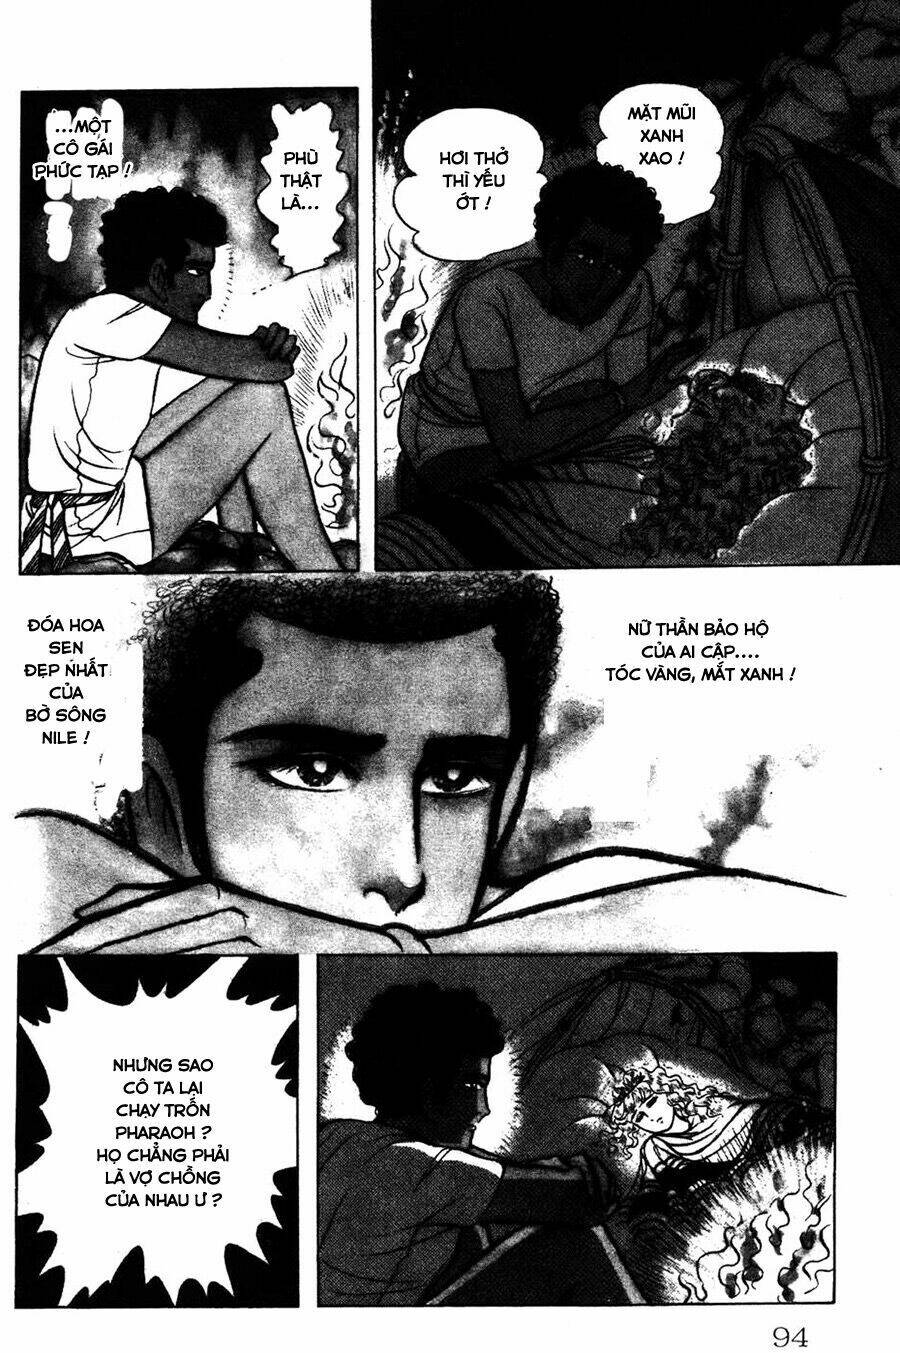 MẶT MŨI
XANH
XAO !
HƠI THỞ
THÌ YẾU
ỚT !
PHÙ
THẬT
LÀ...
...MỘT
CÔ GÁI
PHỨC TẠP !
NỮ THẦN BẢO HỘ
CỦA AI CẬP....
TÓC VÀNG, MẮT XANH !
ĐÓA HOA
SEN
ĐẸP NHẤT
CỦA
BỜ SÔNG
NILE !
NHƯNG SAO
CÔ TA LẠI
CHẠY TRỐN
PHARAOH ?
HỌ CHẲNG PHẢI
LÀ VỢ CHỒNG
CỦA NHAU Ư ?
94